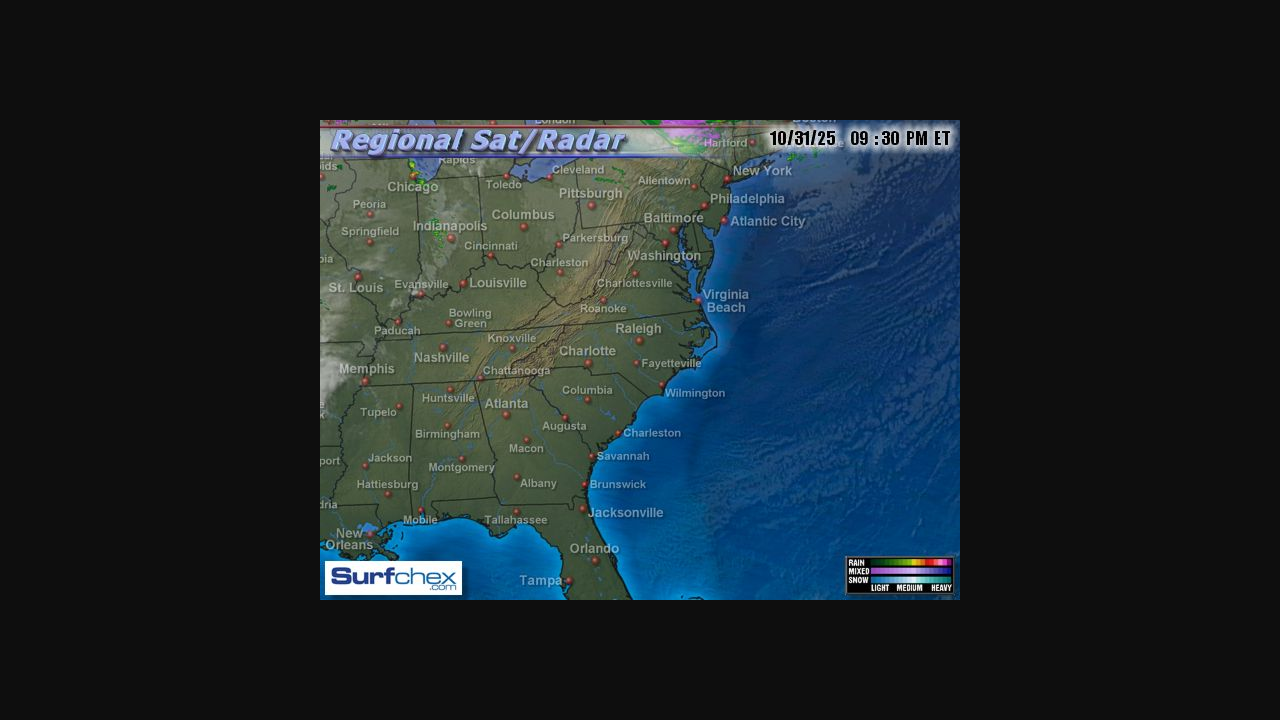 London
Boston
Regional Sat/Radar
10/31/25 09 :30 PM ET
Hartford
Rapids
ids
Cleveland
New York
Chicago
Toledo
Allentown
Pittsburgh
Philadelphia
Peoria
Columbus
Baltimore
Atlantic City
Springfield
Indianapolis
Parkersburg
Cincinnati
Washington
bia
Charleston
St. Louis
Evansville
Louisville
Charlottesville
Virginia
Beach
Roanoke
Bowling
Green
Paducah
Raleigh
Knoxville
Nashville
Charlotte
Fayetteville
Memphis
Chattanooga
Columbia
Wilmington
Huntsville
Atlanta
Tupelo
Augusta
Birmingham
Charleston
Macon
port
Jackson
Savannah
Montgomery
Hattiesburg
Albany
Brunswick
dria
Mobile
Tallahassee
Jacksonville
New
Orleans
Orlando
Tampa
Surfchex
.com
RAIN
MIXED
SNOW
LIGHT MEDIUM HEAVY